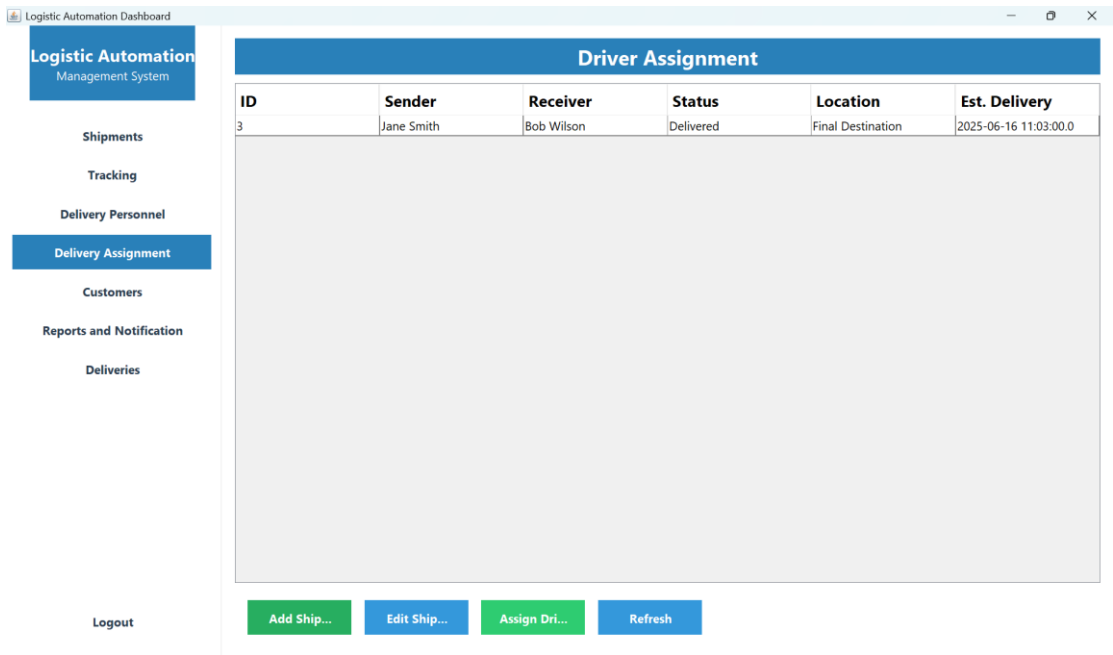 Logistic Automation Dashboard
Logistic Automation
Management System
Shipments
Tracking
Delivery Personnel
Delivery Assignment
Customers
Reports and Notification
Deliveries
Logout
Driver Assignment
ID Sender Receiver Status Location Est. Delivery
3 Jane Smith Bob Wilson Delivered Final Destination 2025-06-16 11:03:00.0
Add Ship... Edit Ship... Assign Dri... Refresh